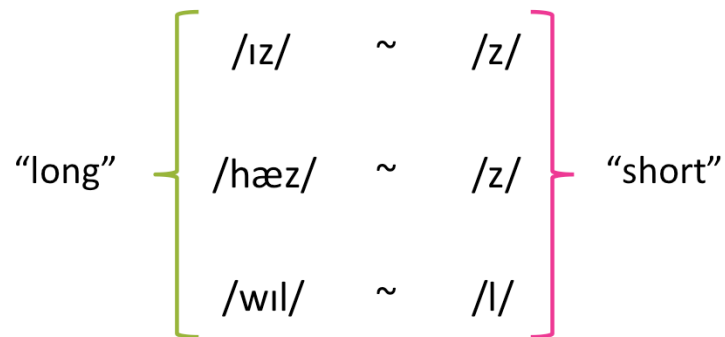 /ɪz/ ~ /z/
“long” /hæz/ ~ /z/ “short”
/wɪl/ ~ /l/